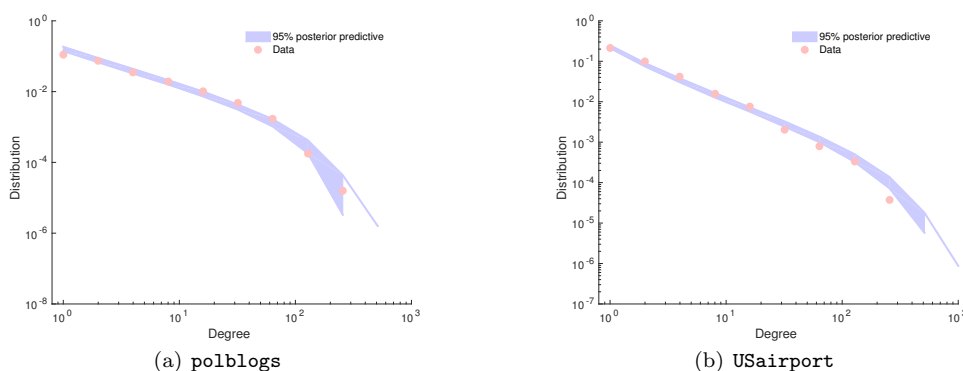 10^0
95% posterior predictive
Data
10^-2
10^-4
10^-6
10^-8
Distribution
10^0 10^1 10^2 10^3
Degree
(a) polblogs
10^0
95% posterior predictive
Data
10^-1
10^-2
10^-3
10^-4
10^-5
10^-6
10^-7
Distribution
10^0 10^1 10^2 10^3
Degree
(b) USairport